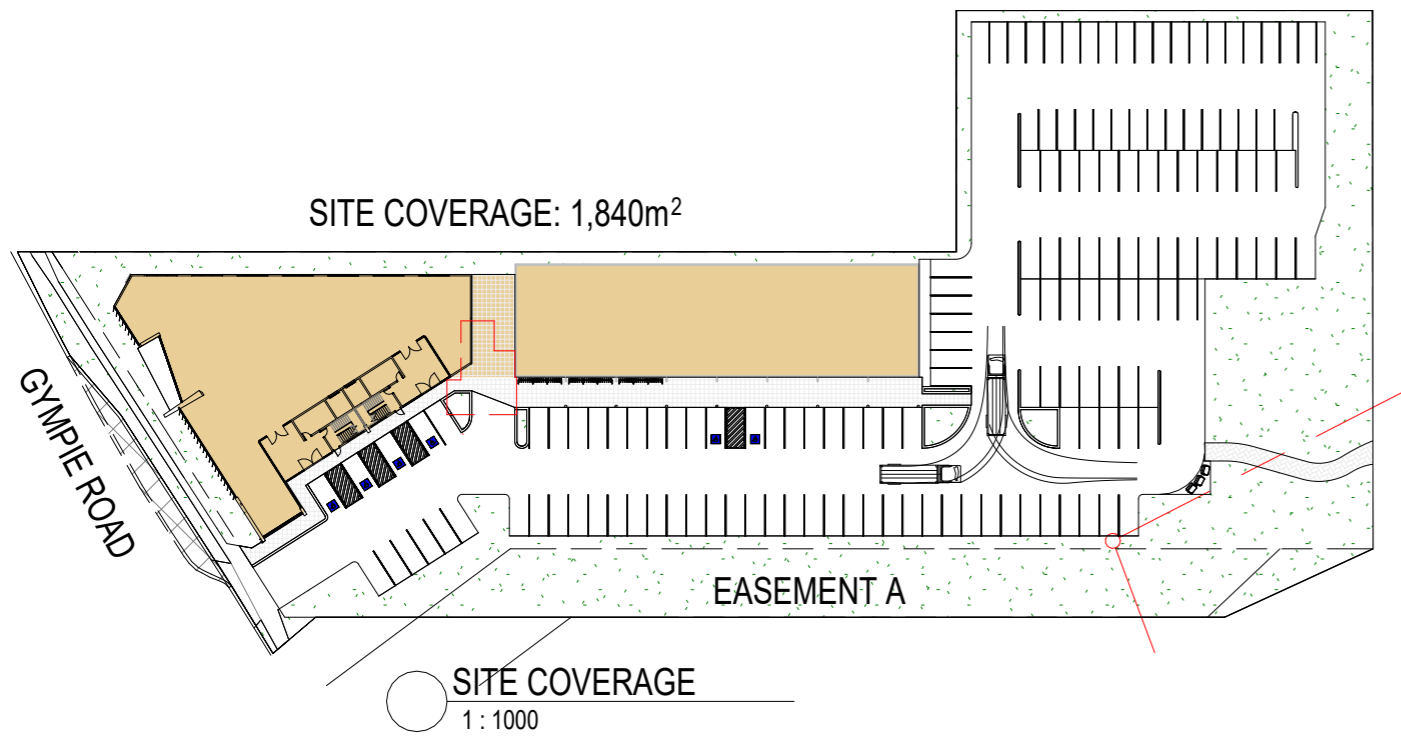 SITE COVERAGE: 1,840m²
GYMPIE ROAD
EASEMENT A
SITE COVERAGE
1 : 1000